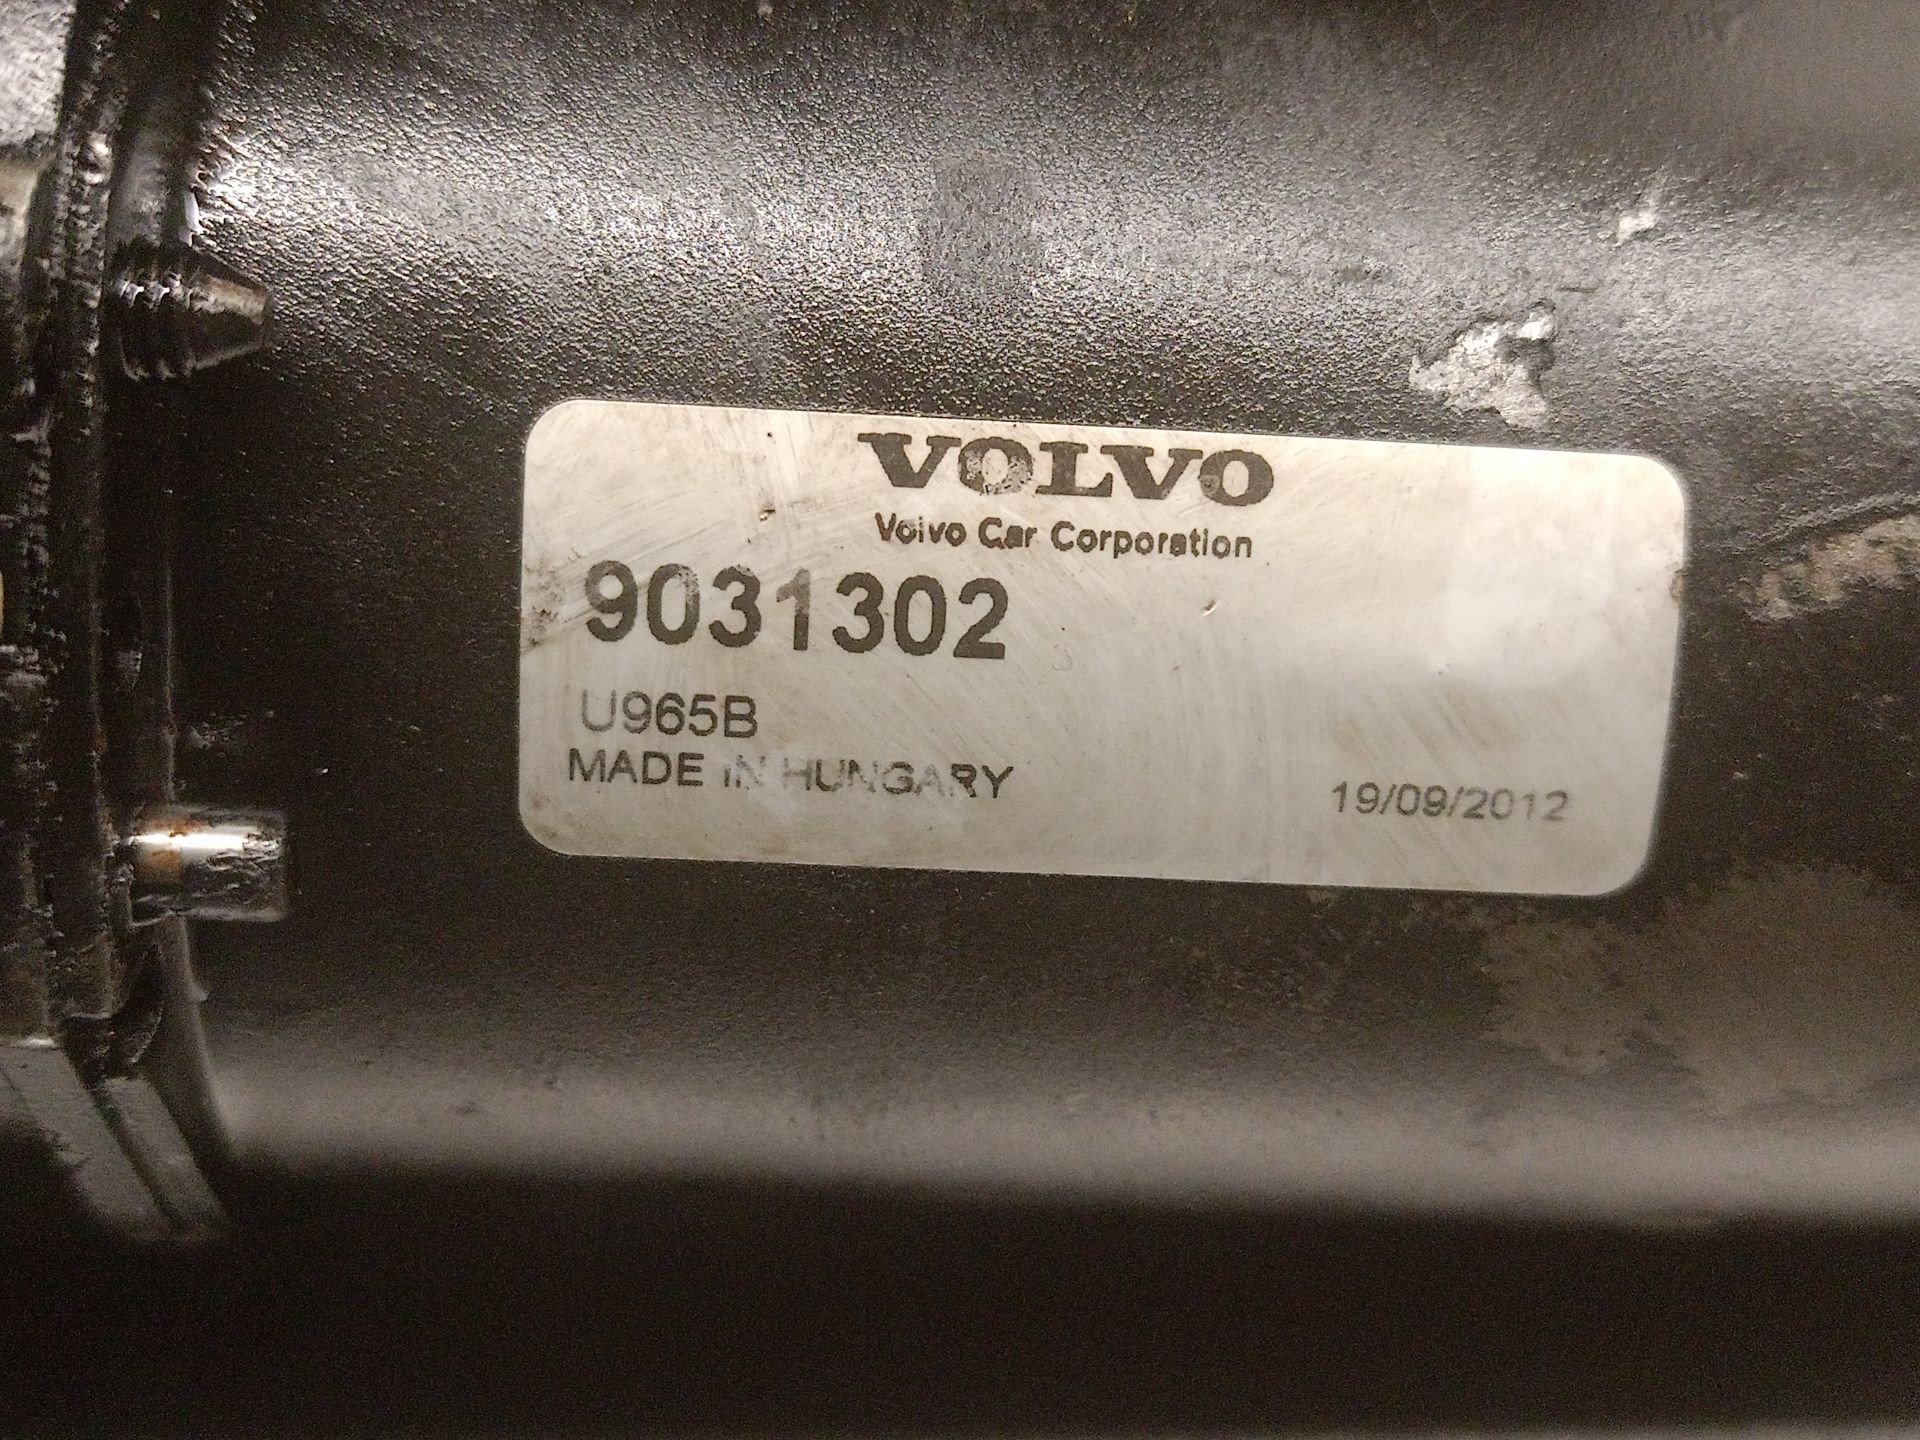 VOLVO
Volvo Car Corporation
9031302
U965B
MADE IN HUNGARY
19/09/2012